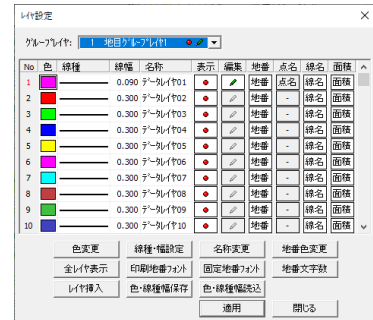 ﾚｲﾔ設定
ｸﾞﾙｰﾌﾟﾚｲﾔ: 1 地目ｸﾞﾙｰﾌﾟﾚｲﾔ1
No 色 線種 線幅 名称 表示 編集 地番 点名 線名 面積
1 0.090 ﾃﾞｰﾀﾚｲﾔ01 地番 点名 線名 面積
2 0.300 ﾃﾞｰﾀﾚｲﾔ02 地番 - 線名 面積
3 0.300 ﾃﾞｰﾀﾚｲﾔ03 地番 - 線名 面積
4 0.300 ﾃﾞｰﾀﾚｲﾔ04 地番 - 線名 面積
5 0.300 ﾃﾞｰﾀﾚｲﾔ05 地番 - 線名 面積
6 0.300 ﾃﾞｰﾀﾚｲﾔ06 地番 - 線名 面積
7 0.300 ﾃﾞｰﾀﾚｲﾔ07 地番 - 線名 面積
8 0.300 ﾃﾞｰﾀﾚｲﾔ08 地番 - 線名 面積
9 0.300 ﾃﾞｰﾀﾚｲﾔ09 地番 - 線名 面積
10 0.300 ﾃﾞｰﾀﾚｲﾔ10 地番 - 線名 面積
色変更 線種・幅設定 名称変更 地番色変更
全ﾚｲﾔ表示 印刷地番ﾌｫﾝﾄ 固定地番ﾌｫﾝﾄ 地番文字数
ﾚｲﾔ挿入 色・線種幅保存 色・線種幅読込
適用 閉じる